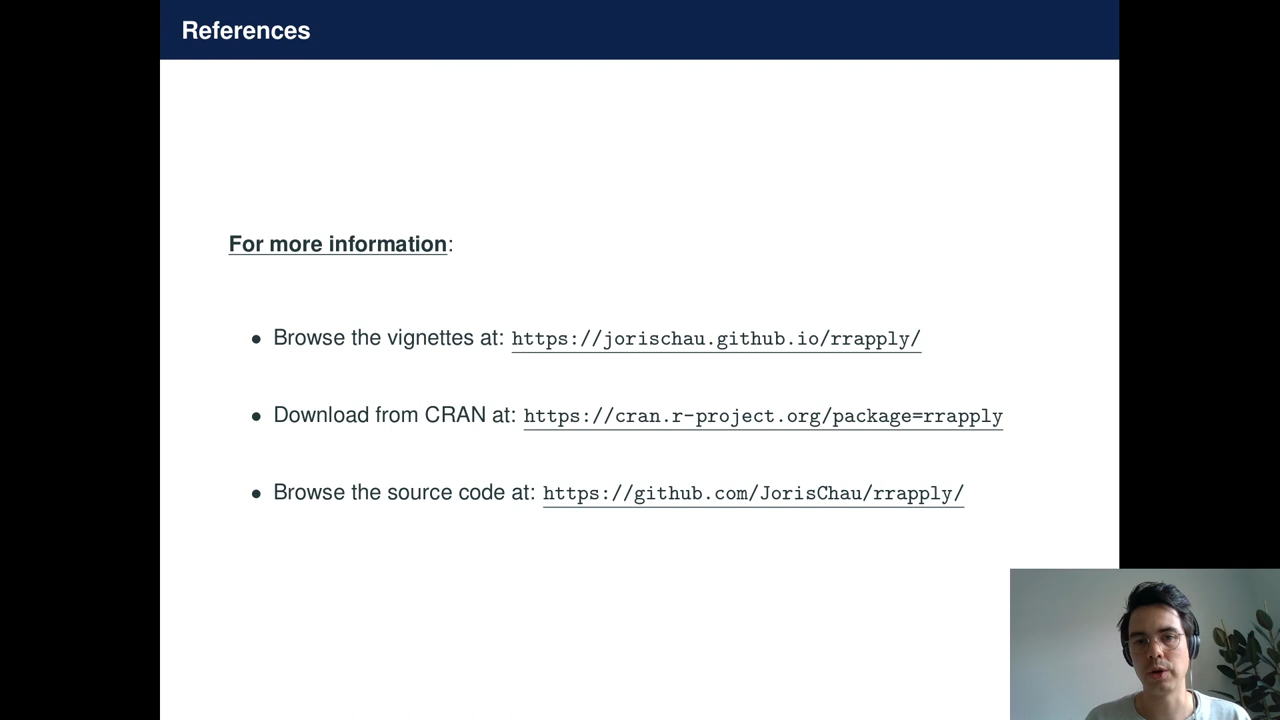 References
For more information:
• Browse the vignettes at: https://jorischau.github.io/rrapply/
• Download from CRAN at: https://cran.r-project.org/package=rrapply
• Browse the source code at: https://github.com/JorisChau/rrapply/